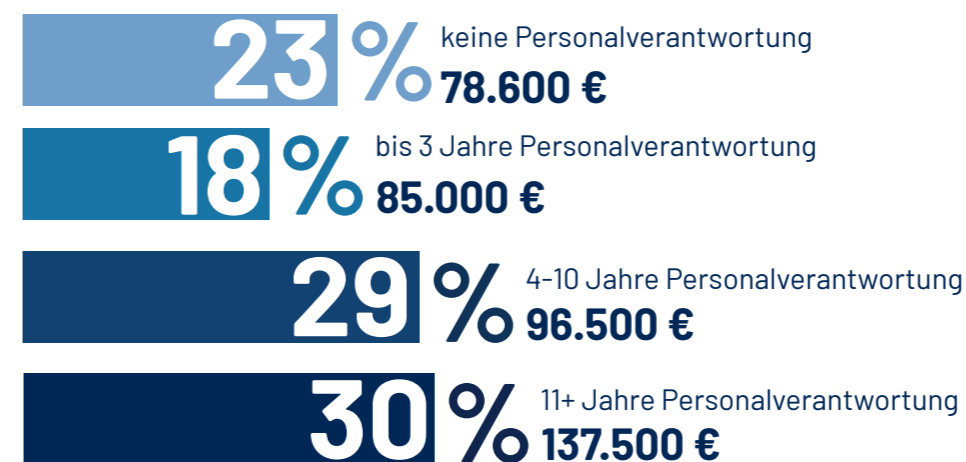 23 % keine Personalverantwortung
78.600 €
18 % bis 3 Jahre Personalverantwortung
85.000 €
29 % 4-10 Jahre Personalverantwortung
96.500 €
30 % 11+ Jahre Personalverantwortung
137.500 €